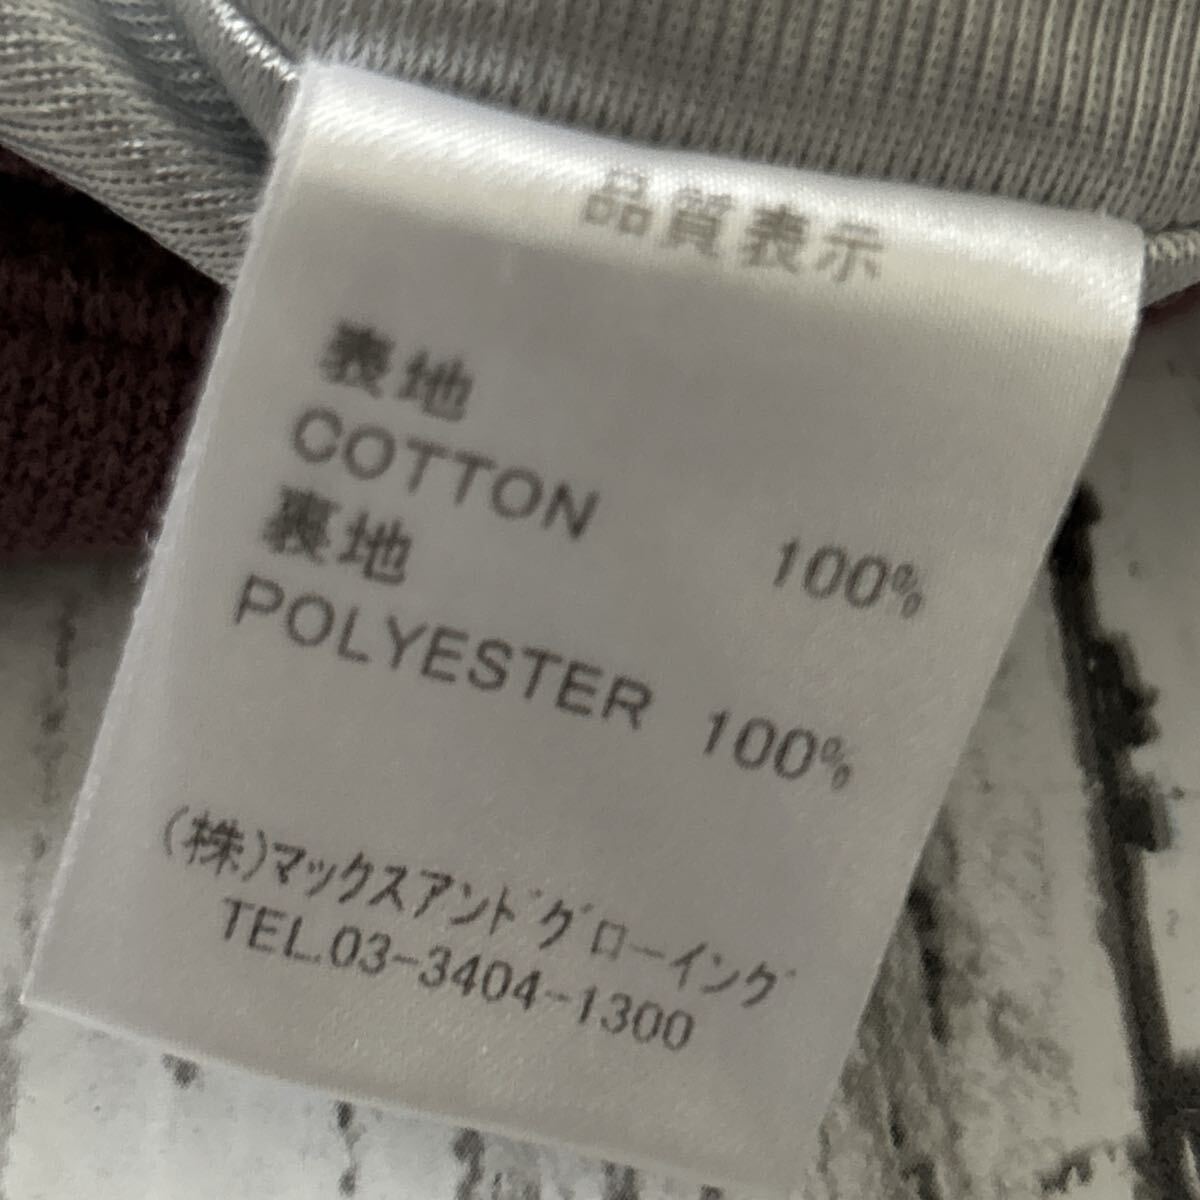 品質表示
表地
COTTON 100%
裏地
POLYESTER 100%
(株)マックスアンドグローイング
TEL.03-3404-1300